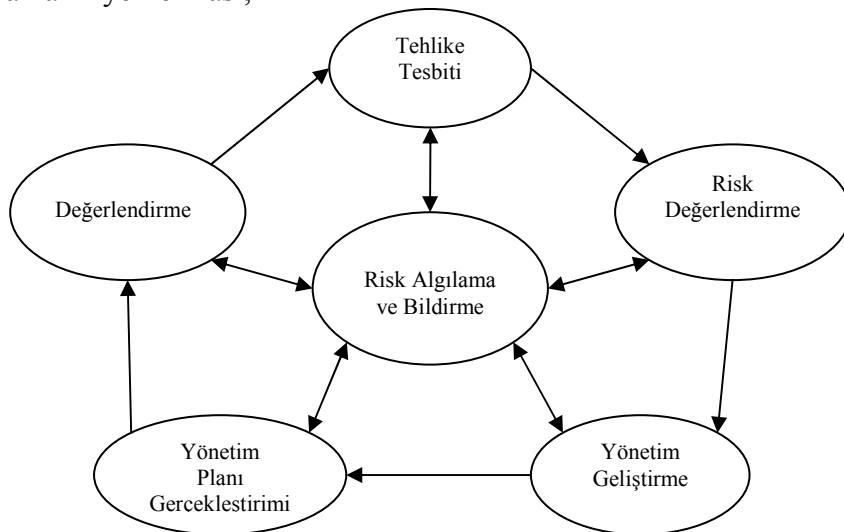 Tehlike
Tesbiti
Değerlendirme
Risk
Değerlendirme
Risk Algılama
ve Bildirme
Yönetim
Planı
Gerceklestirimi
Yönetim
Geliştirme